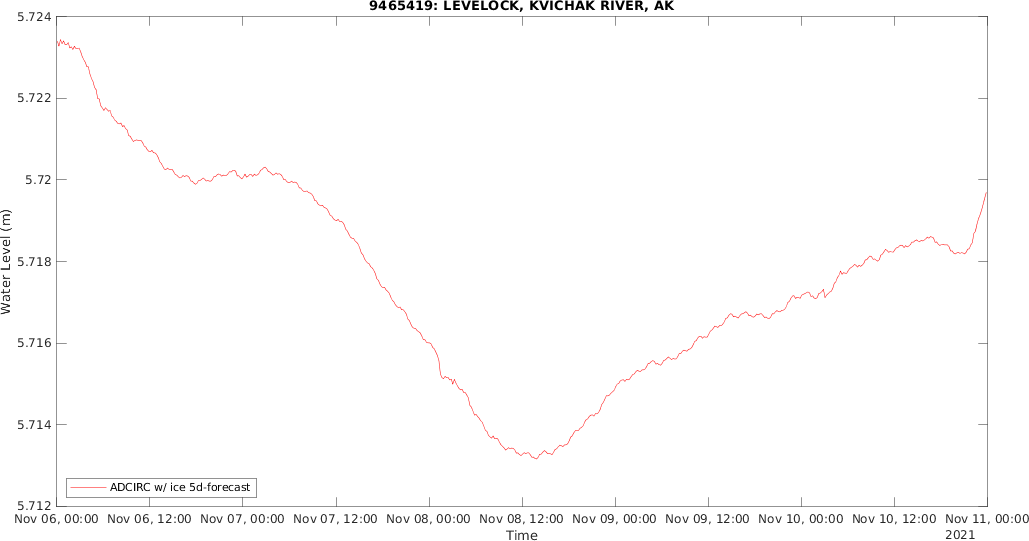 9465419: LEVELOCK, KVICHAK RIVER, AK
5.724
5.722
5.72
5.718
5.716
5.714
5.712
Water Level (m)
ADCIRC w/ ice 5d-forecast
Nov 06, 00:00 Nov 06, 12:00 Nov 07, 00:00 Nov 07, 12:00 Nov 08, 00:00 Nov 08, 12:00 Nov 09, 00:00 Nov 09, 12:00 Nov 10, 00:00 Nov 10, 12:00 Nov 11, 00:00
Time
2021